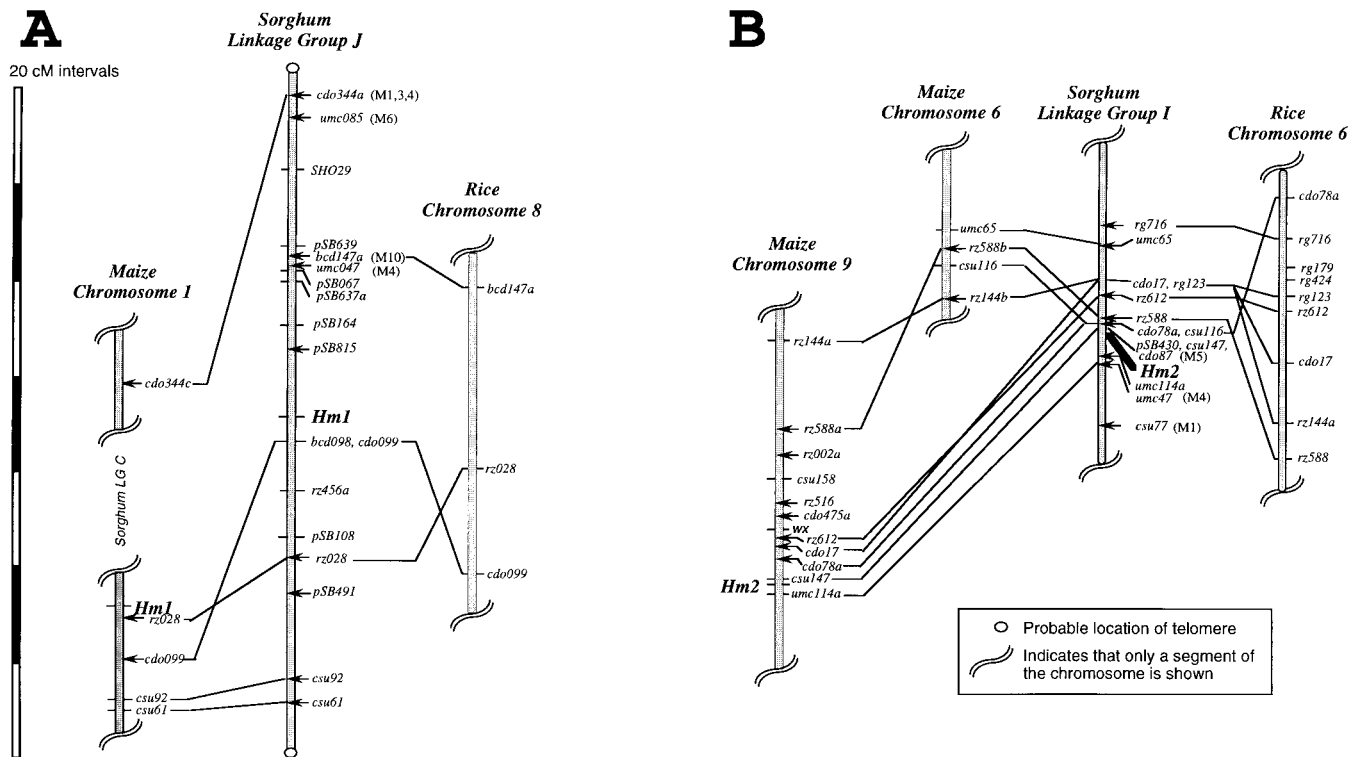 A
Sorghum
Linkage Group J
20 cM intervals
cdo344a (M1,3,4)
umc085 (M6)
SHO29
pSB639
bcd147a (M10)
umc047 (M4)
pSB067
pSB637a
pSB164
pSB815
Hm1
bcd098, cdo099
rz456a
pSB108
rz028
pSB491
csu92
csu61
Maize
Chromosome 1
cdo344c
Sorghum LG C
Hm1
rz028
cdo099
csu92
csu61
Rice
Chromosome 8
bcd147a
rz028
cdo099
B
Maize
Chromosome 9
rz144a
rz588a
rz002a
csu158
rz516
cdo475a
wx
rz612
cdo17
cdo78a
csu147
Hm2
umc114a
Maize
Chromosome 6
umc65
rz588b
csu116
rz144b
Sorghum
Linkage Group I
rg716
umc65
cdo17, rg123
rz612
rz588
cdo78a, csu116
pSB430, csu147,
cdo87 (M5)
Hm2
umc114a
umc47 (M4)
csu77 (M1)
Rice
Chromosome 6
cdo78a
rg716
rg179
rg424
rg123
rz612
cdo17
rz144a
rz588
Probable location of telomere
Indicates that only a segment of
the chromosome is shown